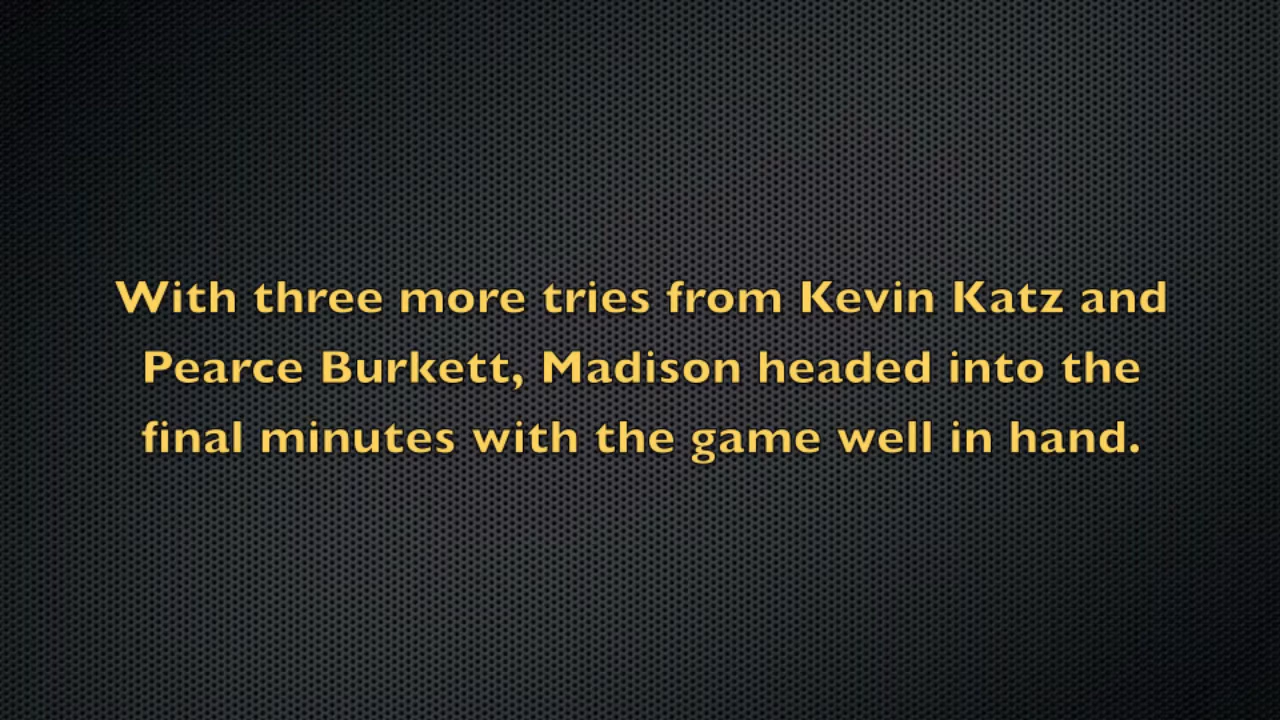 With three more tries from Kevin Katz and
Pearce Burkett, Madison headed into the
final minutes with the game well in hand.